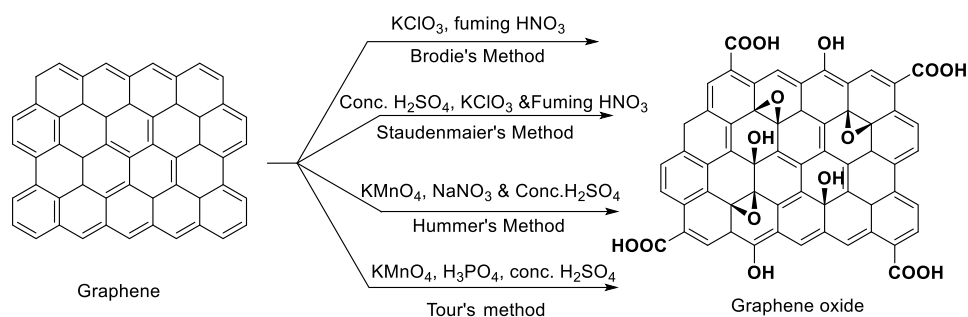 KClO3, fuming HNO3
Brodie's Method
Conc. H2SO4, KClO3 &Fuming HNO3
Staudenmaier's Method
KMnO4, NaNO3 & Conc.H2SO4
Hummer's Method
KMnO4, H3PO4, conc. H2SO4
Tour's method
Graphene
COOH
OH
COOH
O
O
OH
OH
O
HOOC
OH
COOH
Graphene oxide